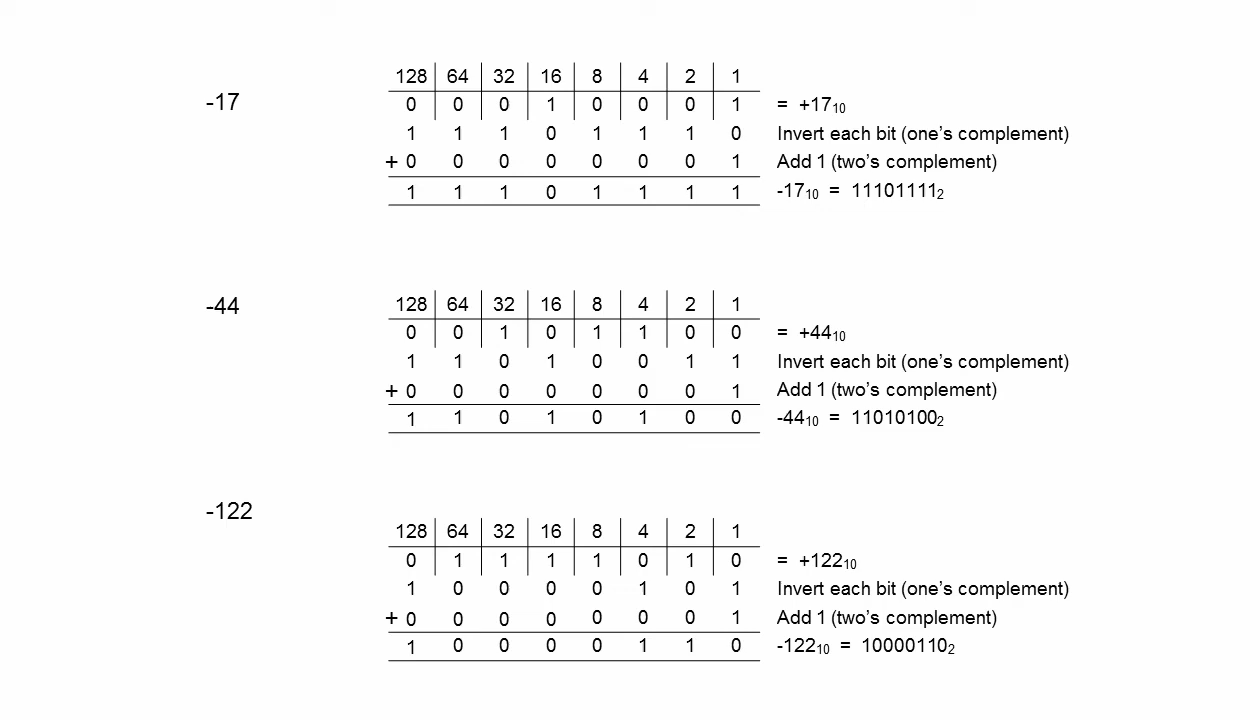 128 64 32 16 8 4 2 1
-17 0 0 0 1 0 0 0 1 = +17₁₀
1 1 1 0 1 1 1 0 Invert each bit (one's complement)
+ 0 0 0 0 0 0 0 1 Add 1 (two's complement)
1 1 1 0 1 1 1 1 -17₁₀ = 11101111₂
-44 128 64 32 16 8 4 2 1
0 0 1 0 1 1 0 0 = +44₁₀
1 1 0 1 0 0 1 1 Invert each bit (one's complement)
+ 0 0 0 0 0 0 0 1 Add 1 (two's complement)
1 1 0 1 0 1 0 0 -44₁₀ = 11010100₂
-122
128 64 32 16 8 4 2 1
0 1 1 1 1 0 1 0 = +122₁₀
1 0 0 0 0 1 0 1 Invert each bit (one's complement)
+ 0 0 0 0 0 0 0 1 Add 1 (two's complement)
1 0 0 0 0 1 1 0 -122₁₀ = 10000110₂